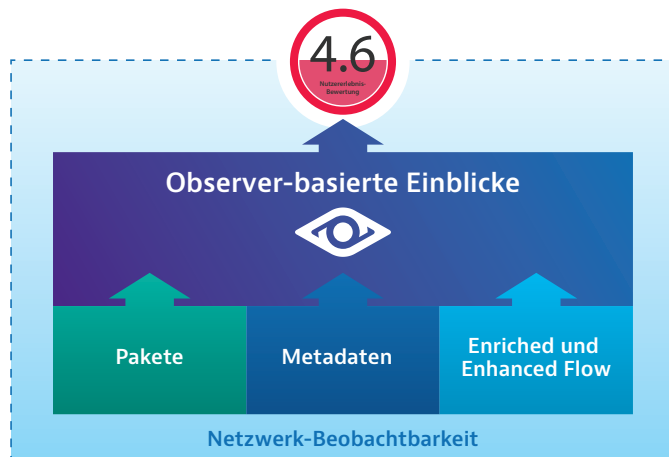 4.6
Nutzererlebnis-
Bewertung
Observer-basierte Einblicke
Pakete
Metadaten
Enriched und
Enhanced Flow
Netzwerk-Beobachtbarkeit